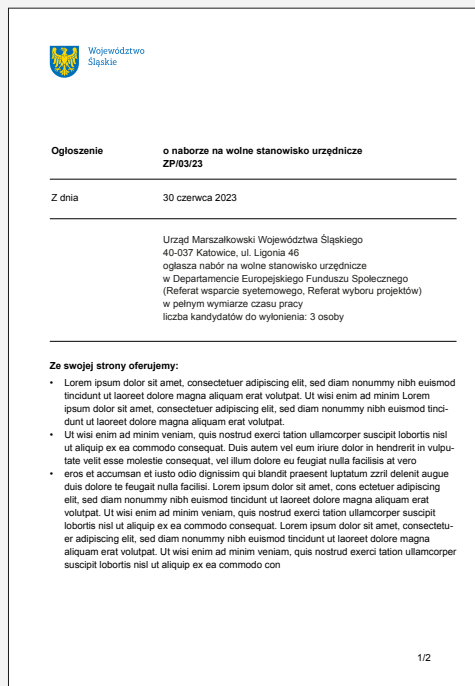 Województwo
Śląskie
Ogłoszenie
o naborze na wolne stanowisko urzędnicze
ZP/03/23
Z dnia
30 czerwca 2023
Urząd Marszałkowski Województwa Śląskiego
40-037 Katowice, ul. Ligonia 46
ogłasza nabór na wolne stanowisko urzędnicze
w Departamencie Europejskiego Funduszu Społecznego
(Referat wsparcie syetemowego, Referat wyboru projektów)
w pełnym wymiarze czasu pracy
liczba kandydatów do wyłonienia: 3 osoby
Ze swojej strony oferujemy:
• Lorem ipsum dolor sit amet, consectetuer adipiscing elit, sed diam nonummy nibh euismod
tincidunt ut laoreet dolore magna aliquam erat volutpat. Ut wisi enim ad minim Lorem
ipsum dolor sit amet, consectetuer adipiscing elit, sed diam nonummy nibh euismod tinci-
dunt ut laoreet dolore magna aliquam erat volutpat.
• Ut wisi enim ad minim veniam, quis nostrud exerci tation ullamcorper suscipit lobortis nisl
ut aliquip ex ea commodo consequat. Duis autem vel eum iriure dolor in hendrerit in vulpu-
tate velit esse molestie consequat, vel illum dolore eu feugiat nulla facilisis at vero
• eros et accumsan et iusto odio dignissim qui blandit praesent luptatum zzril delenit augue
duis dolore te feugait nulla facilisi. Lorem ipsum dolor sit amet, cons ectetuer adipiscing
elit, sed diam nonummy nibh euismod tincidunt ut laoreet dolore magna aliquam erat
volutpat. Ut wisi enim ad minim veniam, quis nostrud exerci tation ullamcorper suscipit
lobortis nisl ut aliquip ex ea commodo consequat. Lorem ipsum dolor sit amet, consectetu-
er adipiscing elit, sed diam nonummy nibh euismod tincidunt ut laoreet dolore magna
aliquam erat volutpat. Ut wisi enim ad minim veniam, quis nostrud exerci tation ullamcorper
suscipit lobortis nisl ut aliquip ex ea commodo con
1/2